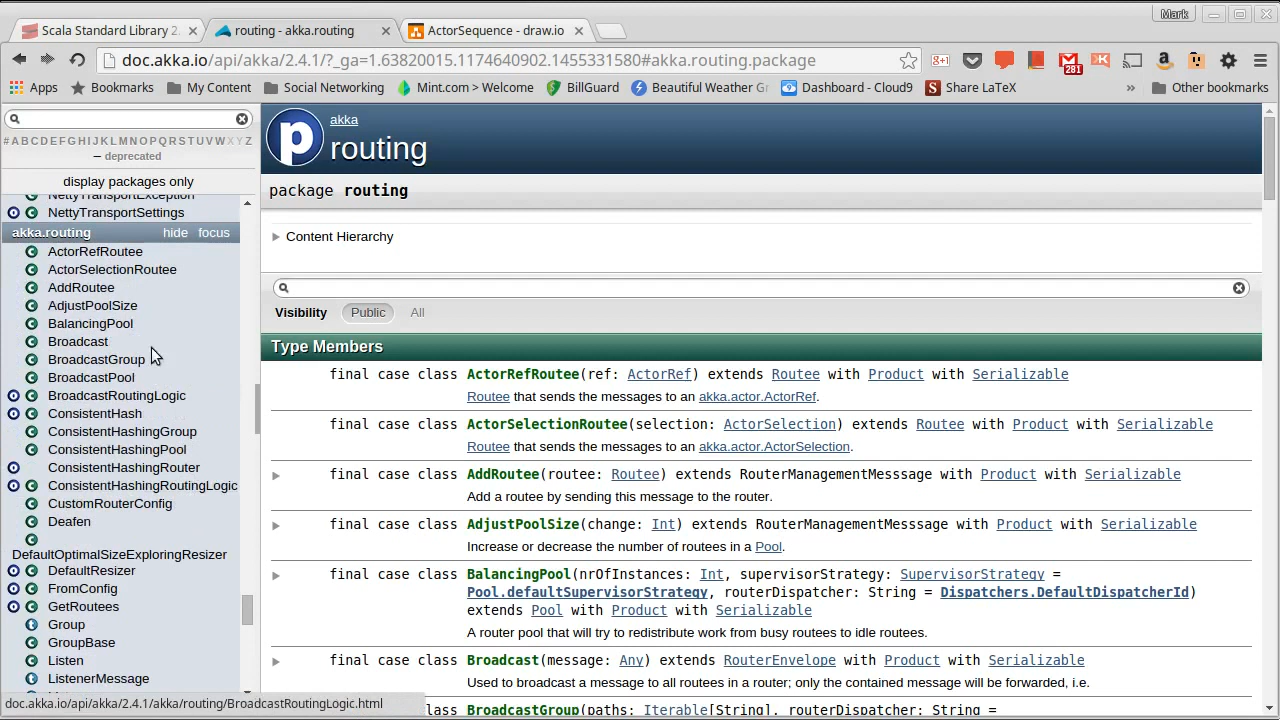 Mark
Scala Standard Library 2.
routing - akka.routing
ActorSequence - draw.io
doc.akka.io/api/akka/2.4.1/?_ga=1.63820015.1174640902.1455331580#akka.routing.package
281
Apps
Bookmarks
My Content
Social Networking
Mint.com > Welcome
BillGuard
Beautiful Weather Gr
Dashboard - Cloud9
Share LaTeX
»
Other bookmarks
#ABCDEFGHIJKLMNOPQRSTUVWXYZ
– deprecated
display packages only
NettyTransportException
NettyTransportSettings
akka.routing hide focus
ActorRefRoutee
ActorSelectionRoutee
AddRoutee
AdjustPoolSize
BalancingPool
Broadcast
BroadcastGroup
BroadcastPool
BroadcastRoutingLogic
ConsistentHash
ConsistentHashingGroup
ConsistentHashingPool
ConsistentHashingRouter
ConsistentHashingRoutingLogic
CustomRouterConfig
Deafen
DefaultOptimalSizeExploringResizer
DefaultResizer
FromConfig
GetRoutees
Group
GroupBase
Listen
ListenerMessage
doc.akka.io/api/akka/2.4.1/akka/routing/BroadcastRoutingLogic.html
p
akka
routing
package routing
Content Hierarchy
Visibility Public All
Type Members
final case class ActorRefRoutee(ref: ActorRef) extends Routee with Product with Serializable
Routee that sends the messages to an akka.actor.ActorRef.
final case class ActorSelectionRoutee(selection: ActorSelection) extends Routee with Product with Serializable
Routee that sends the messages to an akka.actor.ActorSelection.
final case class AddRoutee(routee: Routee) extends RouterManagementMesssage with Product with Serializable
Add a routee by sending this message to the router.
final case class AdjustPoolSize(change: Int) extends RouterManagementMesssage with Product with Serializable
Increase or decrease the number of routees in a Pool.
final case class BalancingPool(nrOfInstances: Int, supervisorStrategy: SupervisorStrategy =
Pool.defaultSupervisorStrategy, routerDispatcher: String = Dispatchers.DefaultDispatcherId)
extends Pool with Product with Serializable
A router pool that will try to redistribute work from busy routees to idle routees.
final case class Broadcast(message: Any) extends RouterEnvelope with Product with Serializable
Used to broadcast a message to all routees in a router; only the contained message will be forwarded, i.e.
class BroadcastGroup(paths: Iterable[String], routerDispatcher: String =